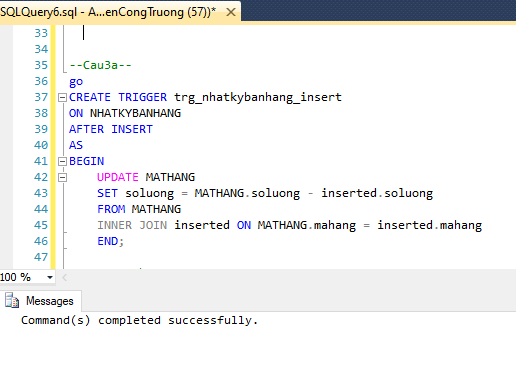 SQLQuery6.sql - A...enCongTruong (57))* ✕
33
34
35 --Cau3a--
36 go
37 CREATE TRIGGER trg_nhatkybanhang_insert
38 ON NHATKYBANHANG
39 AFTER INSERT
40 AS
41 BEGIN
42 UPDATE MATHANG
43 SET soluong = MATHANG.soluong - inserted.soluong
44 FROM MATHANG
45 INNER JOIN inserted ON MATHANG.mahang = inserted.mahang
46 END;
47
100 %
Messages
Command(s) completed successfully.